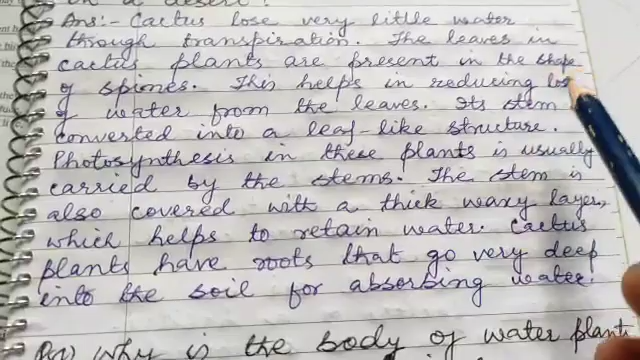 in a desert?
Ans:- Cactus lose very little water
through transpiration. The leaves in
cactus plants are present in the shape
of spines. This helps in reducing los
of water from the leaves. Its stem
converted into a leaf-like structure.
Photosynthesis in these plants is usually
carried by the stems. The stem is
also covered with a thick waxy layer,
which helps to retain water. Cactus
plants have roots that go very deep
into the soil for absorbing water.
Why is the body of water plant